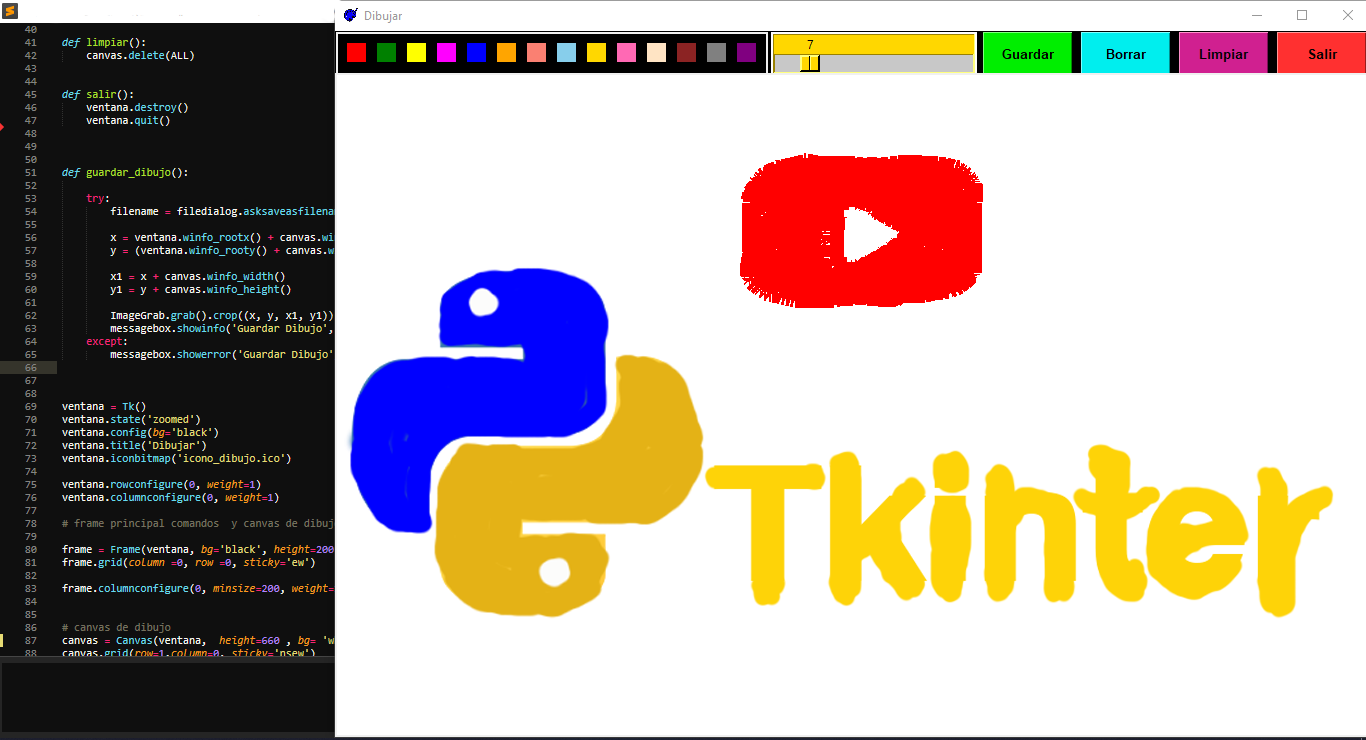 40
41 def limpiar():
42 canvas.delete(ALL)
43
44
45 def salir():
46 ventana.destroy()
47 ventana.quit()
48
49
50
51 def guardar_dibujo():
52
53 try:
54 filename = filedialog.asksaveasfilena
55
56 x = ventana.winfo_rootx() + canvas.wi
57 y = (ventana.winfo_rooty() + canvas.w
58
59 x1 = x + canvas.winfo_width()
60 y1 = y + canvas.winfo_height()
61
62 ImageGrab.grab().crop((x, y, x1, y1))
63 messagebox.showinfo('Guardar Dibujo',
64 except:
65 messagebox.showerror('Guardar Dibujo'
66
67
68
69 ventana = Tk()
70 ventana.state('zoomed')
71 ventana.config(bg='black')
72 ventana.title('Dibujar')
73 ventana.iconbitmap('icono_dibujo.ico')
74
75 ventana.rowconfigure(0, weight=1)
76 ventana.columnconfigure(0, weight=1)
77
78 # frame principal comandos  y canvas de dibuj
79
80 frame = Frame(ventana, bg='black', height=200
81 frame.grid(column =0, row =0, sticky='ew')
82
83 frame.columnconfigure(0, minsize=200, weight=
84
85
86 # canvas de dibujo
87 canvas = Canvas(ventana,  height=660 , bg= 'w
88 canvas.grid(row=1,column=0, sticky='nsew')
Dibujar
7
Guardar Borrar Limpiar Salir
Tkinter